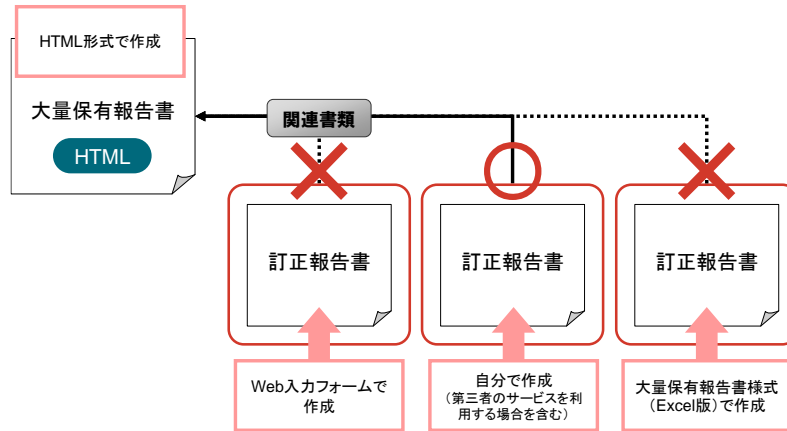 HTML形式で作成
大量保有報告書
HTML
関連書類
訂正報告書
訂正報告書
訂正報告書
Web入力フォームで
作成
自分で作成
（第三者のサービスを利
用する場合を含む）
大量保有報告書様式
（Excel版）で作成